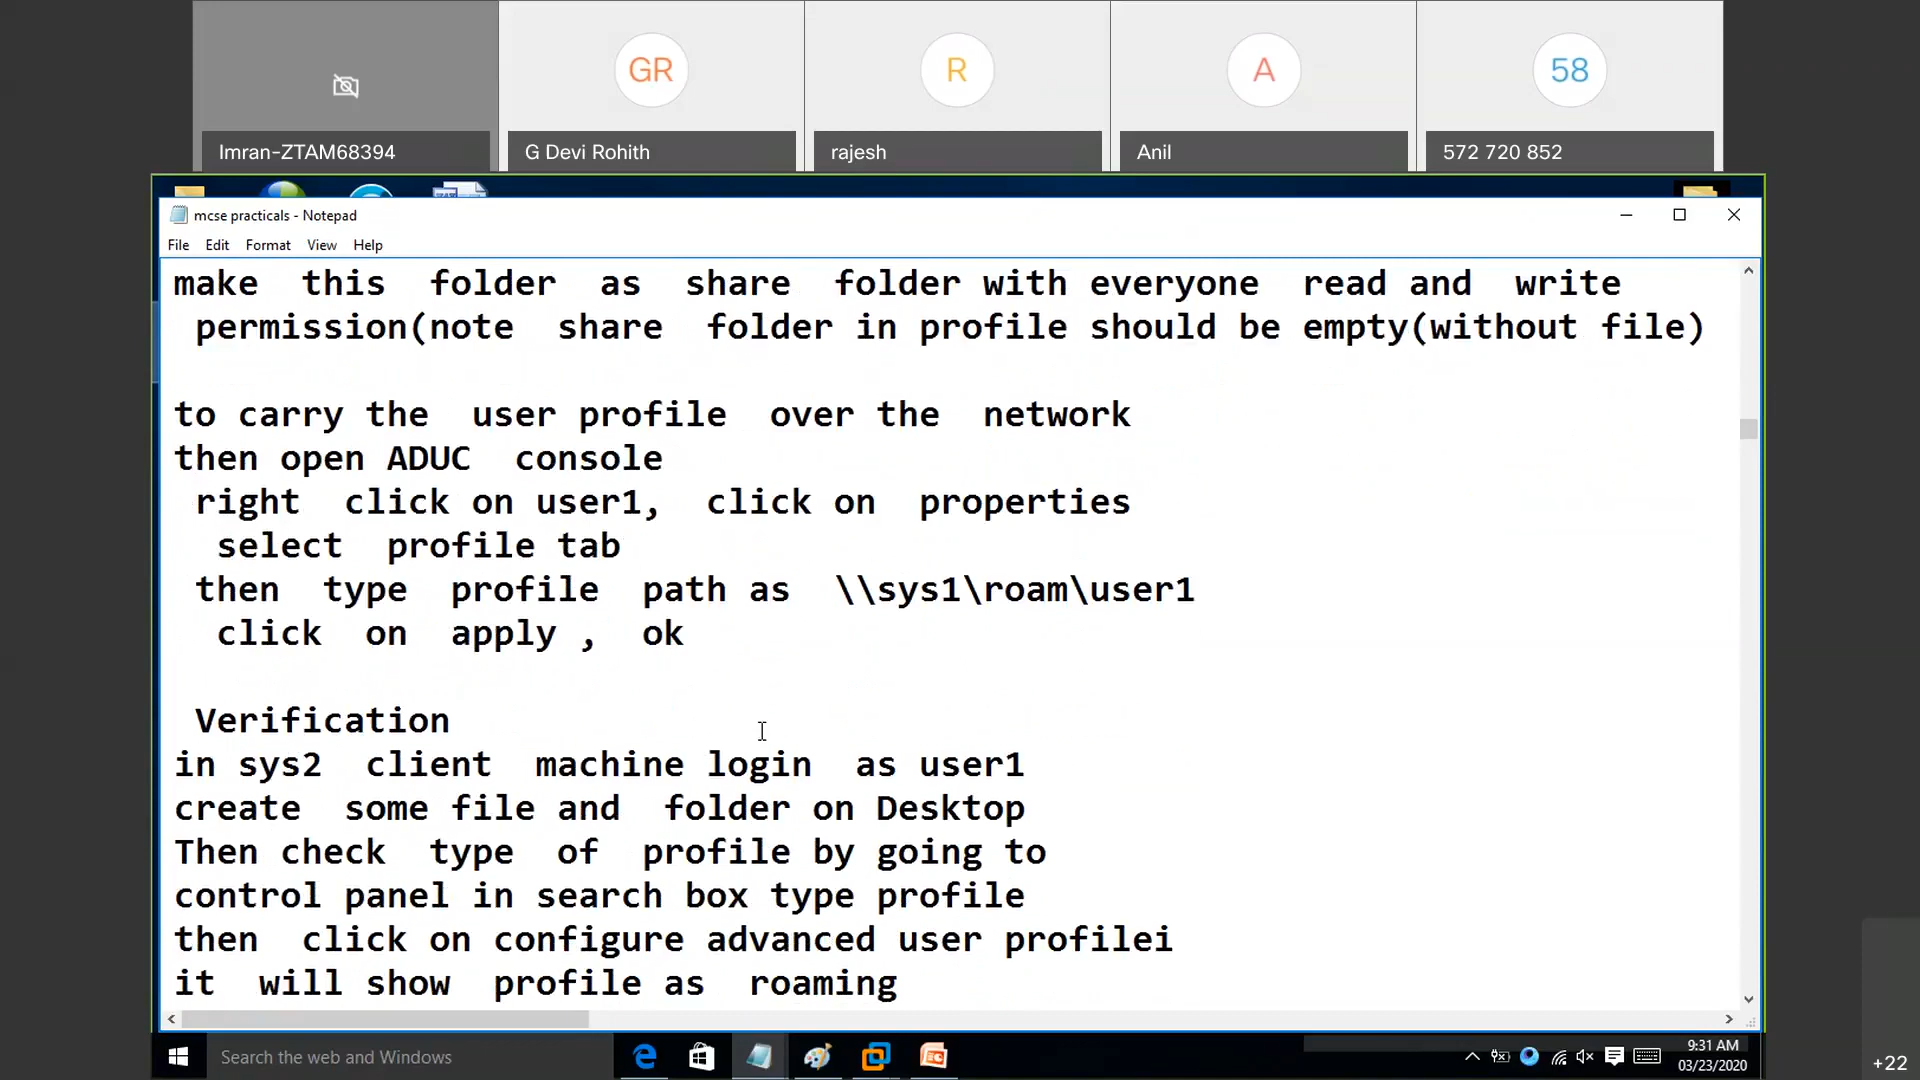 GR
R
A
58
Imran-ZTAM68394
G Devi Rohith
rajesh
Anil
572 720 852
mcse practicals - Notepad
File Edit Format View Help
make this folder as share folder with everyone read and write
permission(note share folder in profile should be empty(without file)
to carry the user profile over the network
then open ADUC console
right click on user1, click on properties
select profile tab
then type profile path as \\sys1\roam\user1
click on apply , ok
Verification
in sys2 client machine login as user1
create some file and folder on Desktop
Then check type of profile by going to
control panel in search box type profile
then click on configure advanced user profilei
it will show profile as roaming
Search the web and Windows
9:31 AM
03/23/2020
+22